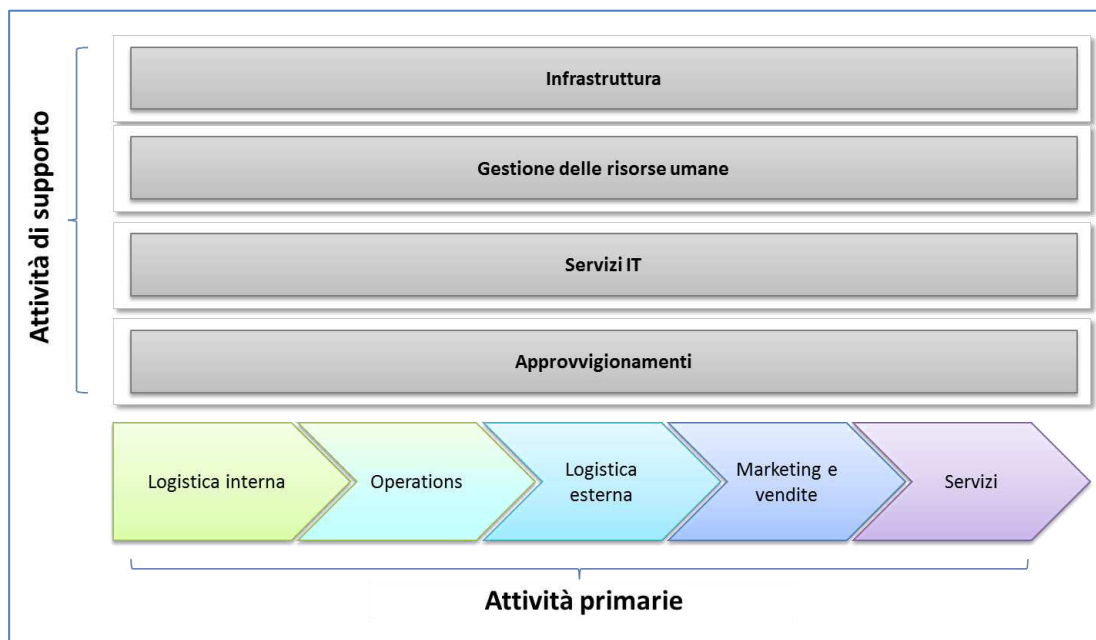 Attività di supporto
Infrastruttura
Gestione delle risorse umane
Servizi IT
Approvvigionamenti
Logistica interna
Operations
Logistica
esterna
Marketing e
vendite
Servizi
Attività primarie